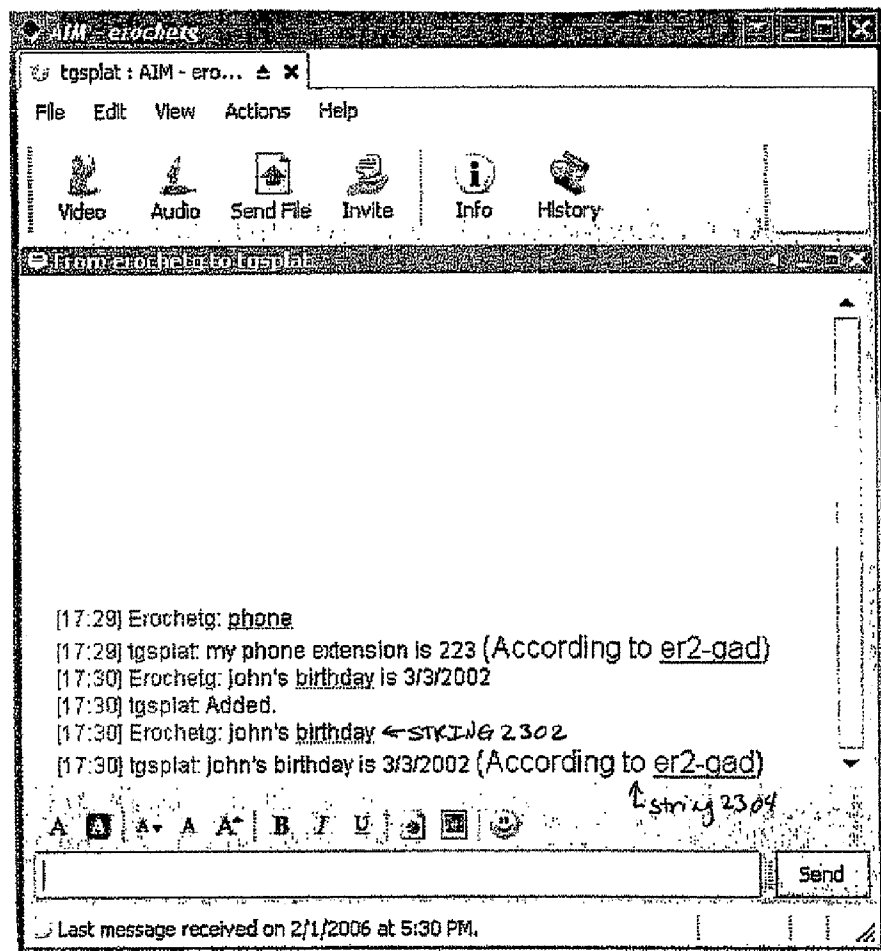 AIM - erochetg
tgsplat : AIM - ero...
File Edit View Actions Help
Video Audio Send File Invite Info History
From erochetg to tgsplat
[17:29] Erochetg: phone
[17:29] tgsplat: my phone extension is 223 (According to er2-gad)
[17:30] Erochetg: john's birthday is 3/3/2002
[17:30] tgsplat: Added.
[17:30] Erochetg: john's birthday ← STRING 2302
[17:30] tgsplat: john's birthday is 3/3/2002 (According to er2-gad)
↑ string 2304
A A A A A B I U
Send
Last message received on 2/1/2006 at 5:30 PM.